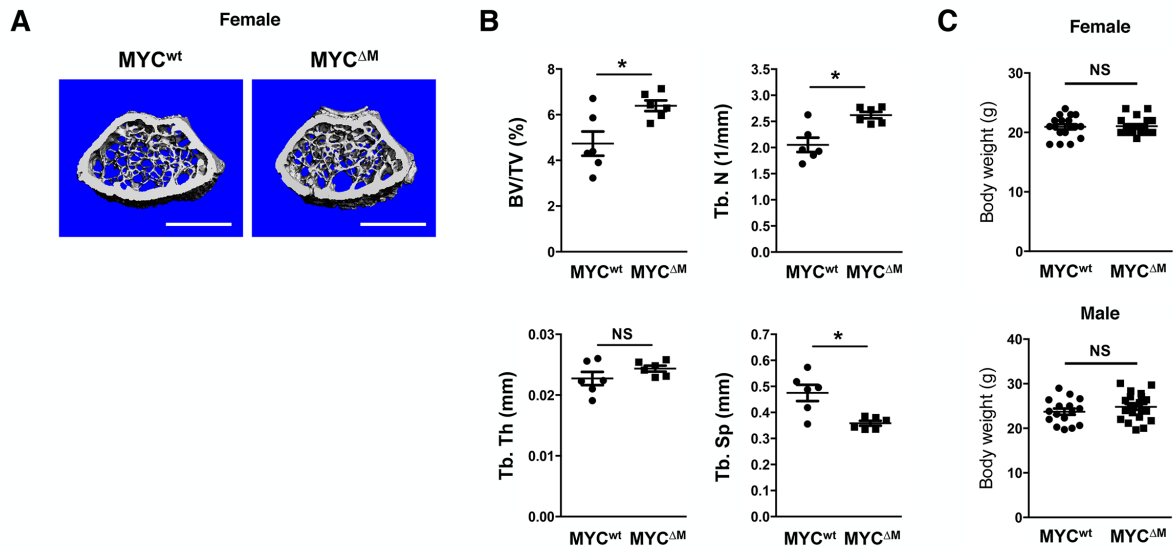 A
Female
MYCwt
MYCΔM
B
*
BV/TV (%)
8
6
4
2
0
MYCwt MYCΔM
*
Tb. N (1/mm)
3.5
3.0
2.5
2.0
1.5
1.0
0.5
0.0
MYCwt MYCΔM
NS
Tb. Th (mm)
0.03
0.02
0.01
0.00
MYCwt MYCΔM
*
Tb. Sp (mm)
0.7
0.6
0.5
0.4
0.3
0.2
0.1
0.0
MYCwt MYCΔM
C
Female
NS
Body weight (g)
30
20
10
0
MYCwt MYCΔM
Male
NS
Body weight (g)
40
30
20
10
0
MYCwt MYCΔM